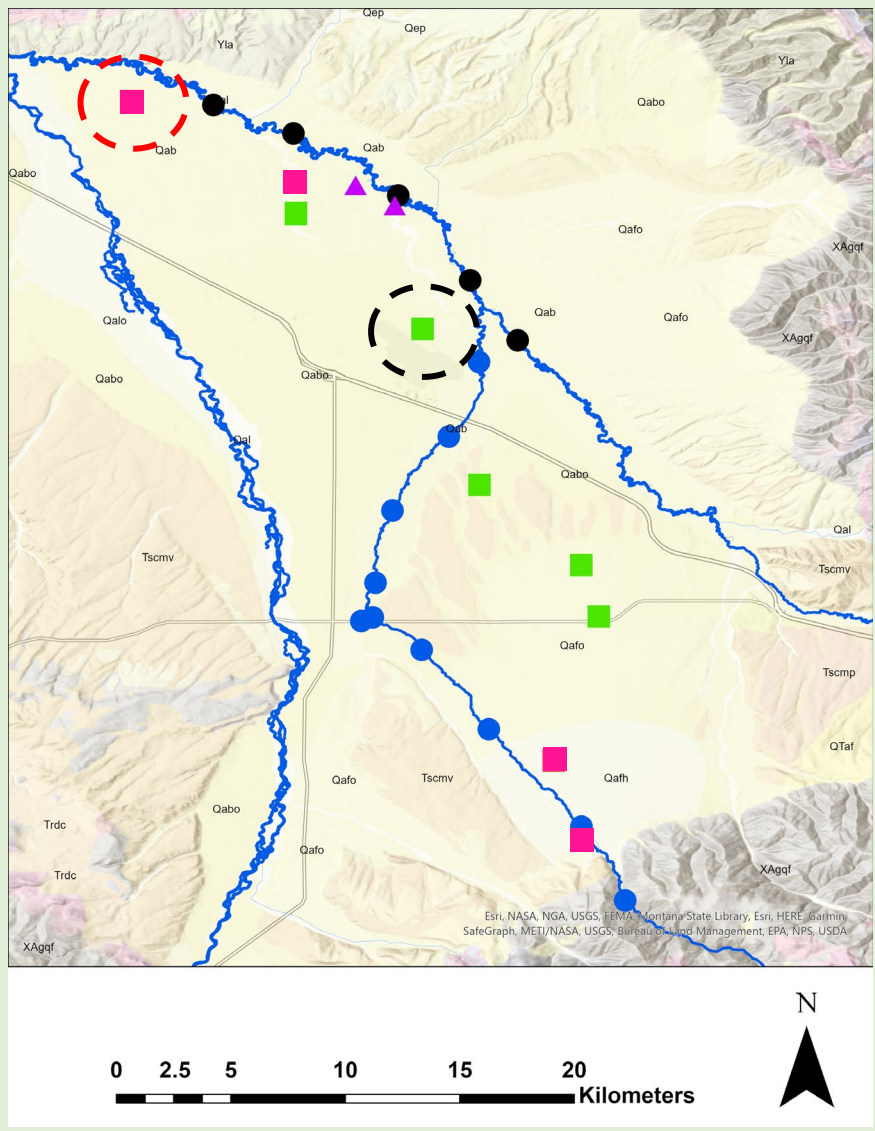 Qep
Qep
Yla
Yla
Qabo
Qab
Qab
Qabo
Qafo
XAgqf
Qab
Qafo
Qalo
XAgqf
Qabo
Qabo
Qab
Qal
Qabo
Qal
Tscmv
Tscmv
Qafo
Tscmp
QTaf
Qafo
Tscmv
Qafh
Qabo
Trdc
Qafo
Trdc
XAgqf
XAgqf
Esri, NASA, NGA, USGS, FEMA, Montana State Library, Esri, HERE, Garmin,
SafeGraph, METI/NASA, USGS, Bureau of Land Management, EPA, NPS, USDA
N
0 2.5 5 10 15 20
Kilometers